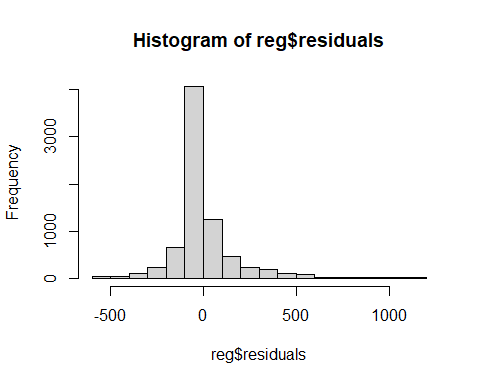 Histogram of reg$residuals
Frequency
3000
1000
0
-500 0 500 1000
reg$residuals